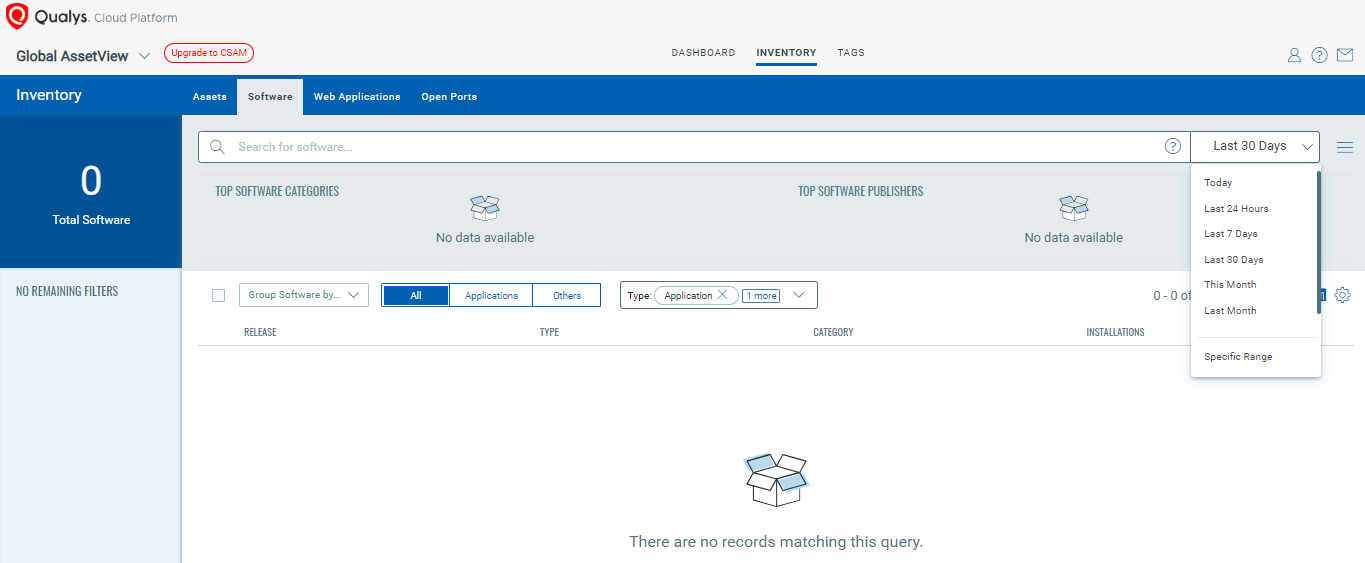 Qualys. Cloud Platform
Global AssetView Upgrade to CSAM DASHBOARD INVENTORY TAGS
Inventory Assets Software Web Applications Open Ports
0
Total Software
NO REMAINING FILTERS
Search for software... ? Last 30 Days
TOP SOFTWARE CATEGORIES
No data available
TOP SOFTWARE PUBLISHERS
No data available
Today
Last 24 Hours
Last 7 Days
Last 30 Days
This Month
Last Month
Specific Range
Group Software by... All Applications Others Type: Application 1 more 0 - 0 of
RELEASE TYPE CATEGORY INSTALLATIONS
There are no records matching this query.